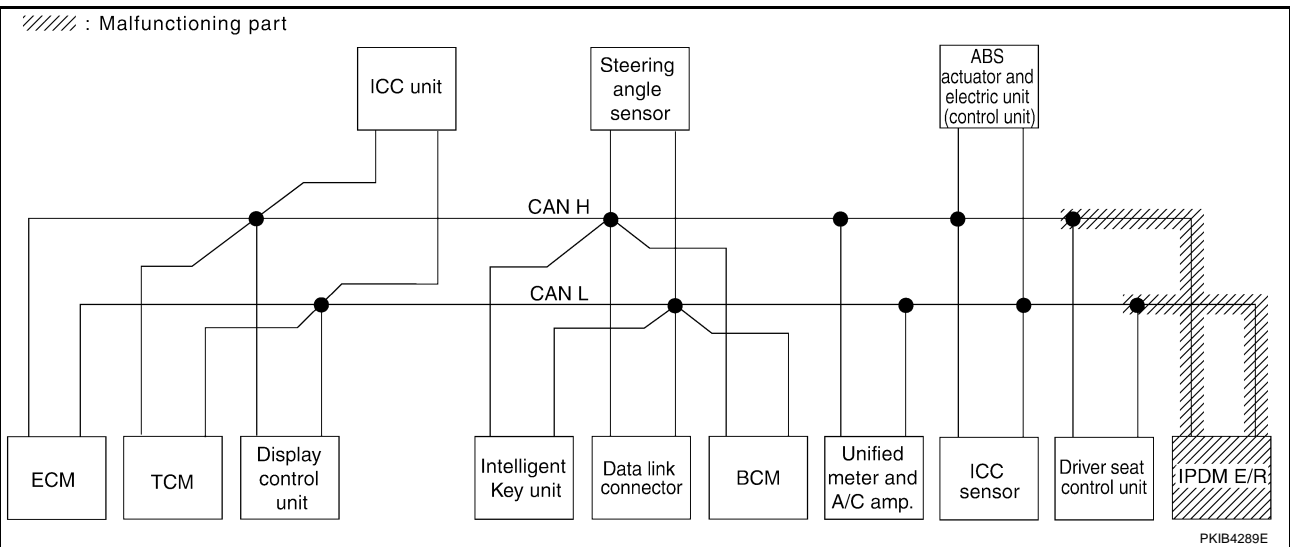 : Malfunctioning part
ICC unit
Steering
angle
sensor
ABS
actuator and
electric unit
(control unit)
CAN H
CAN L
ECM
TCM
Display
control
unit
Intelligent
Key unit
Data link
connector
BCM
Unified
meter and
A/C amp.
ICC
sensor
Driver seat
control unit
IPDM E/R
PKIB4289E